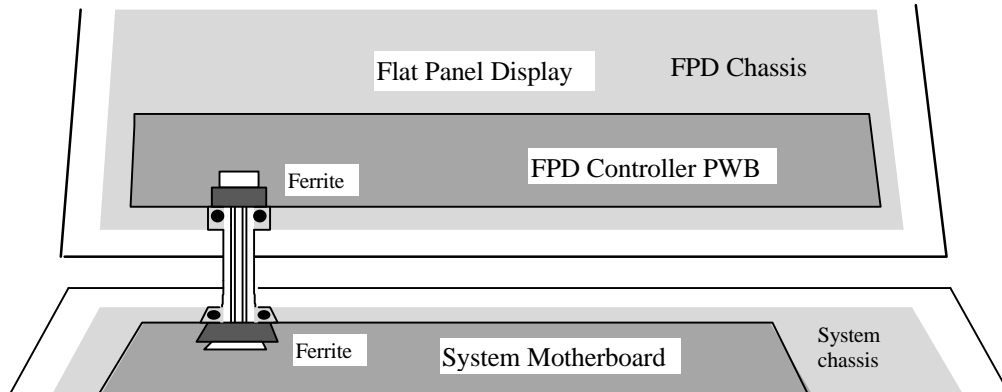 Flat Panel Display
FPD Chassis
FPD Controller PWB
Ferrite
Ferrite
System Motherboard
System
chassis